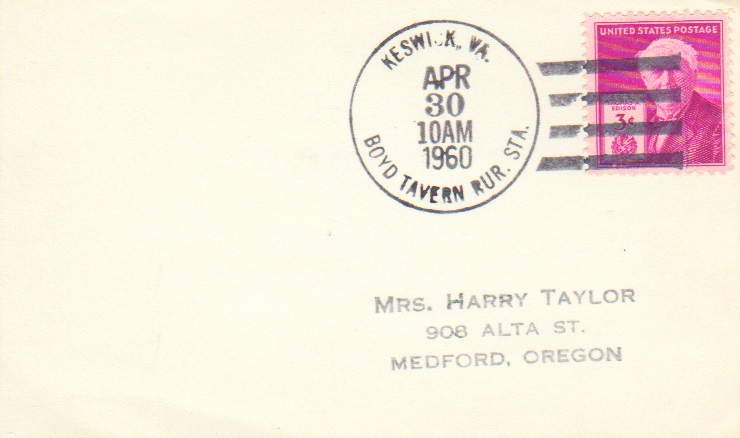 KESWICK, VA.
APR
30
10AM
1960
BOYD TAVERN RUR. STA.
UNITED STATES POSTAGE
THOMAS A.
EDISON
3¢
MRS. HARRY TAYLOR
908 ALTA ST.
MEDFORD, OREGON